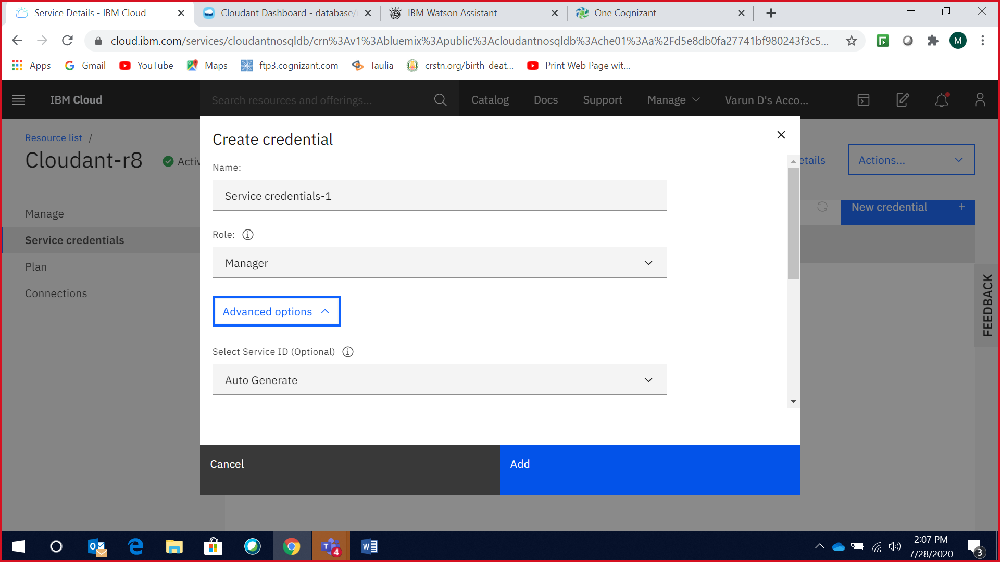 Service Details - IBM Cloud
Cloudant Dashboard - database/
IBM Watson Assistant
One Cognizant
cloud.ibm.com/services/cloudantnosqldb/crn%3Av1%3Abluemix%3Apublic%3Acloudantnosqldb%3Ache01%3Aa%2Fd5e8db0fa27741bf980243f3c5...
M
Apps
Gmail
YouTube
Maps
ftp3.cognizant.com
Taulia
crstn.org/birth_deat...
Print Web Page wit...
IBM Cloud
Search resources and offerings...
Catalog
Docs
Support
Manage
Varun D's Acco...
Resource list /
Cloudant-r8
Activ
etails
Actions...
Manage
Service credentials
Plan
Connections
New credential +
FEEDBACK
Create credential
Name:
Service credentials-1
Role:
Manager
Advanced options
Select Service ID (Optional)
Auto Generate
Cancel
Add
4
2:07 PM
7/28/2020
3